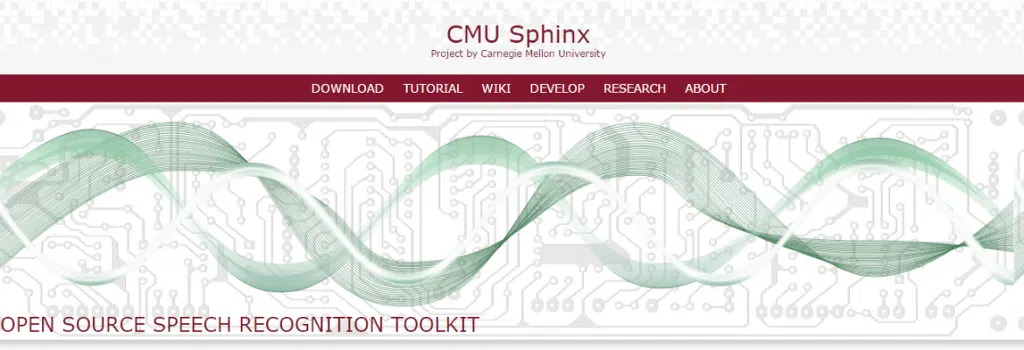 CMU Sphinx
Project by Carnegie Mellon University
DOWNLOAD TUTORIAL WIKI DEVELOP RESEARCH ABOUT
OPEN SOURCE SPEECH RECOGNITION TOOLKIT